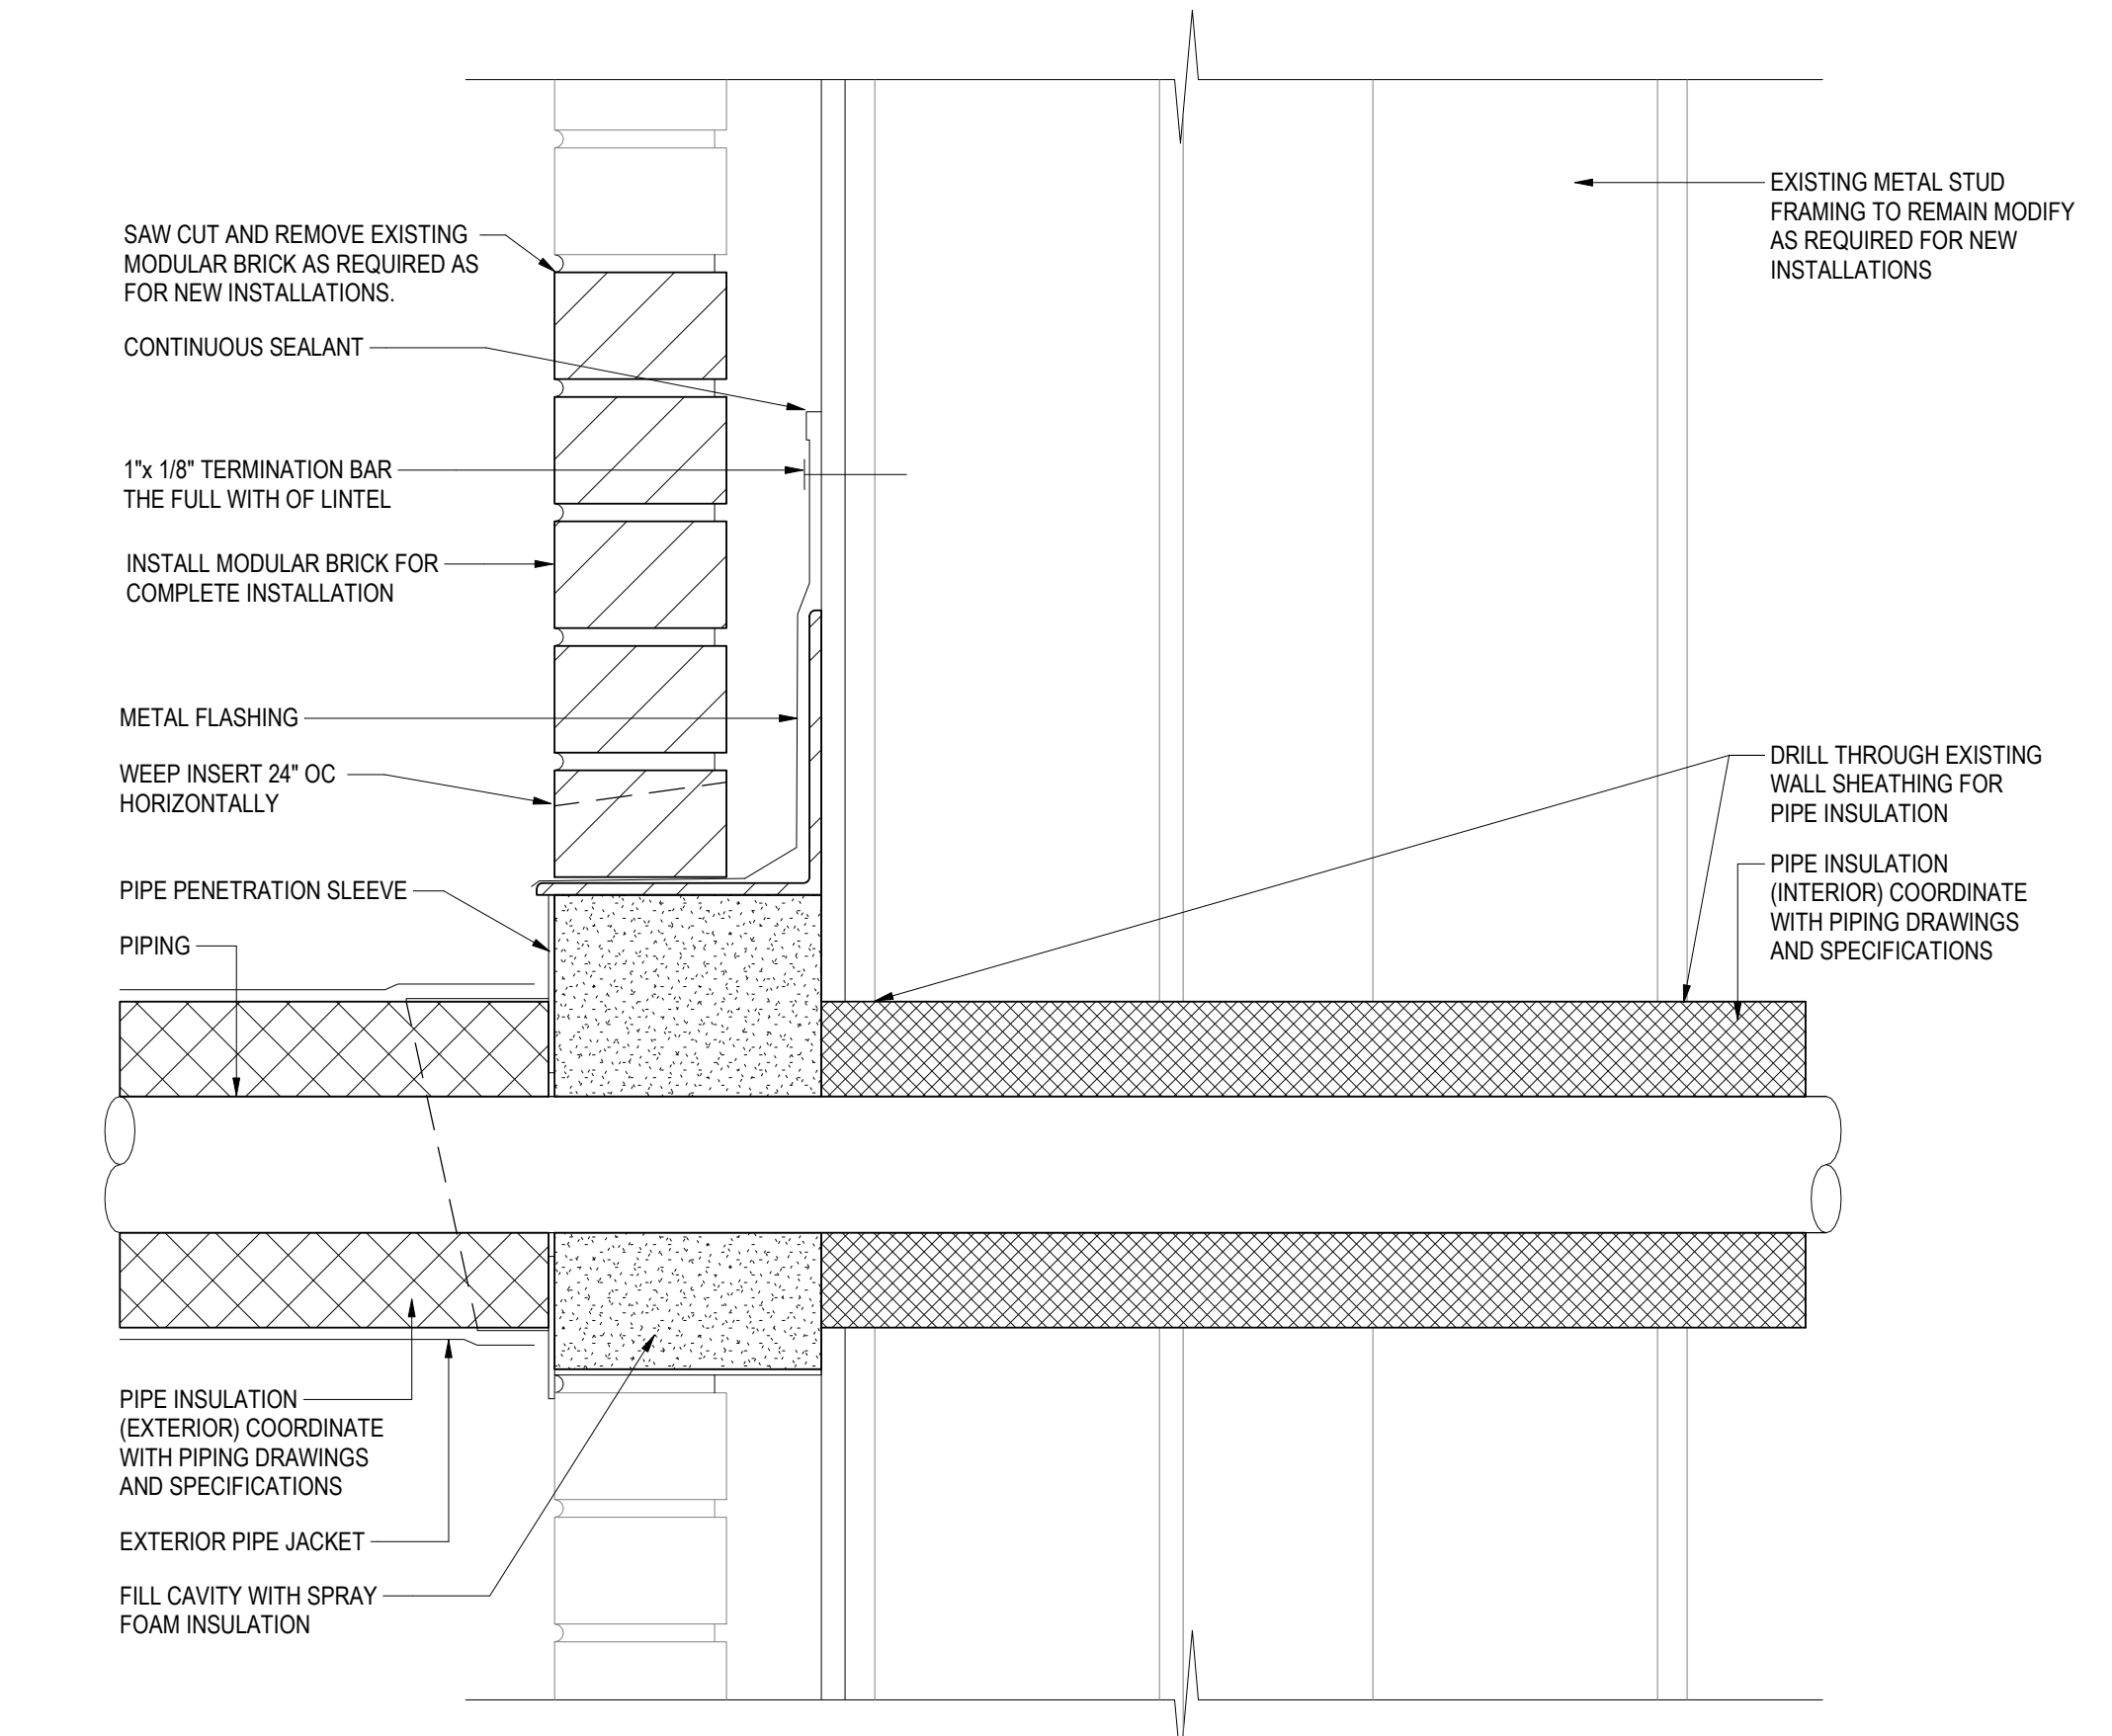 SAW CUT AND REMOVE EXISTING
MODULAR BRICK AS REQUIRED AS
FOR NEW INSTALLATIONS.
CONTINUOUS SEALANT
1"x 1/8" TERMINATION BAR
THE FULL WITH OF LINTEL
INSTALL MODULAR BRICK FOR
COMPLETE INSTALLATION
METAL FLASHING
WEEP INSERT 24" OC
HORIZONTALLY
PIPE PENETRATION SLEEVE
PIPING
PIPE INSULATION
(EXTERIOR) COORDINATE
WITH PIPING DRAWINGS
AND SPECIFICATIONS
EXTERIOR PIPE JACKET
FILL CAVITY WITH SPRAY
FOAM INSULATION
EXISTING METAL STUD
FRAMING TO REMAIN MODIFY
AS REQUIRED FOR NEW
INSTALLATIONS
DRILL THROUGH EXISTING
WALL SHEATHING FOR
PIPE INSULATION
PIPE INSULATION
(INTERIOR) COORDINATE
WITH PIPING DRAWINGS
AND SPECIFICATIONS